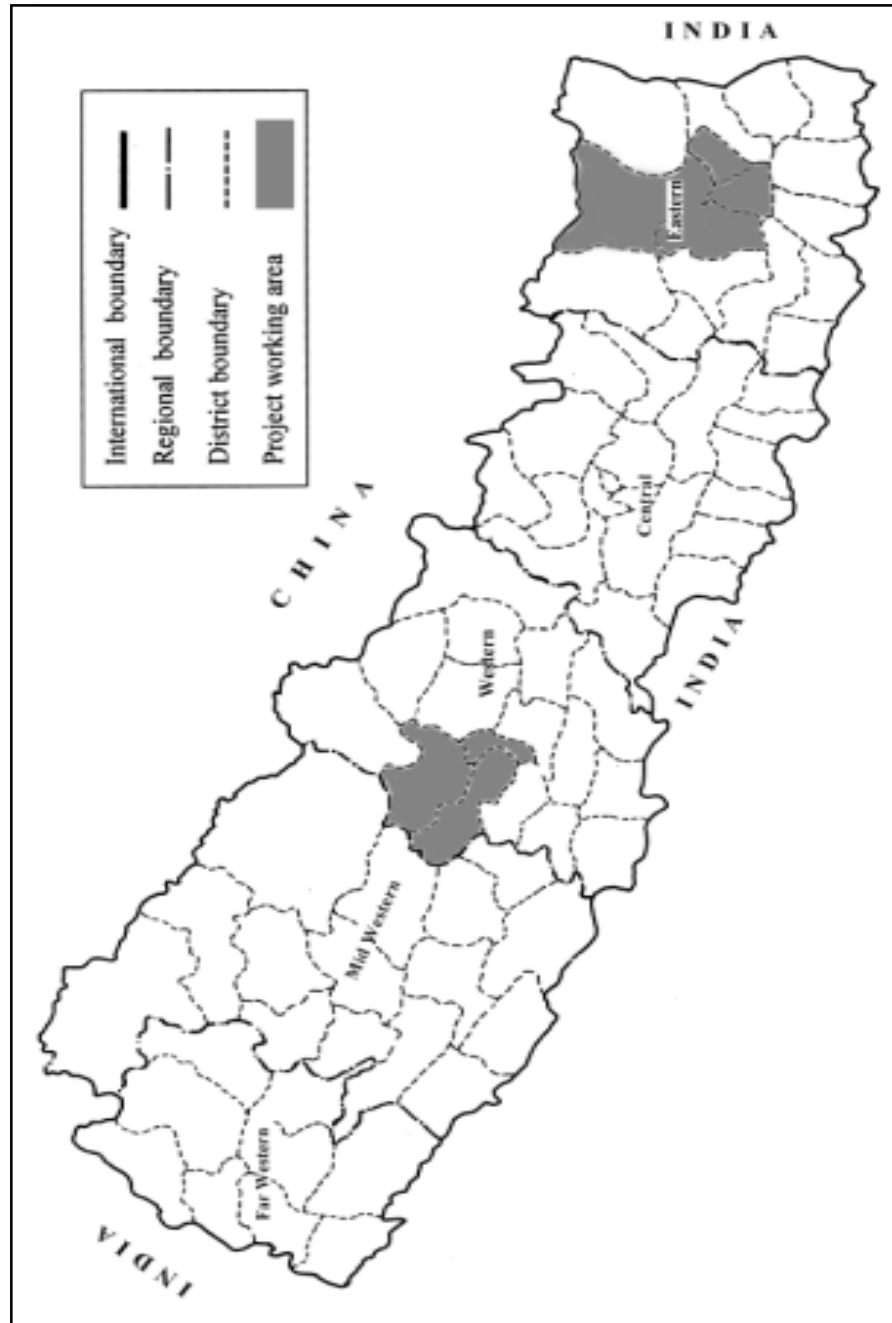 INDIA
International boundary
Regional boundary
District boundary
Project working area
CHINA
Eastern
Central
Western
INDIA
Mid Western
Far Western
INDIA